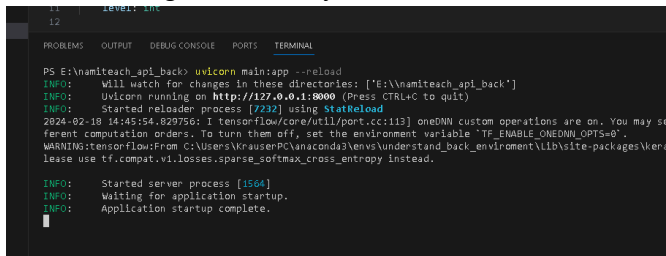 11 level: int
12
PROBLEMS OUTPUT DEBUG CONSOLE PORTS TERMINAL
PS E:\namiteach_api_back> uvicorn main:app --reload
INFO: Will watch for changes in these directories: ['E:\\namiteach_api_back']
INFO: Uvicorn running on http://127.0.0.1:8000 (Press CTRL+C to quit)
INFO: Started reloader process [7232] using StatReload
2024-02-18 14:45:54.829756: I tensorflow/core/util/port.cc:113] oneDNN custom operations are on. You may se
ferent computation orders. To turn them off, set the environment variable `TF_ENABLE_ONEDNN_OPTS=0`.
WARNING:tensorflow:From C:\Users\KrauserPC\anaconda3\envs\understand_back_enviroment\Lib\site-packages\kera
lease use tf.compat.v1.losses.sparse_softmax_cross_entropy instead.
INFO: Started server process [1564]
INFO: Waiting for application startup.
INFO: Application startup complete.